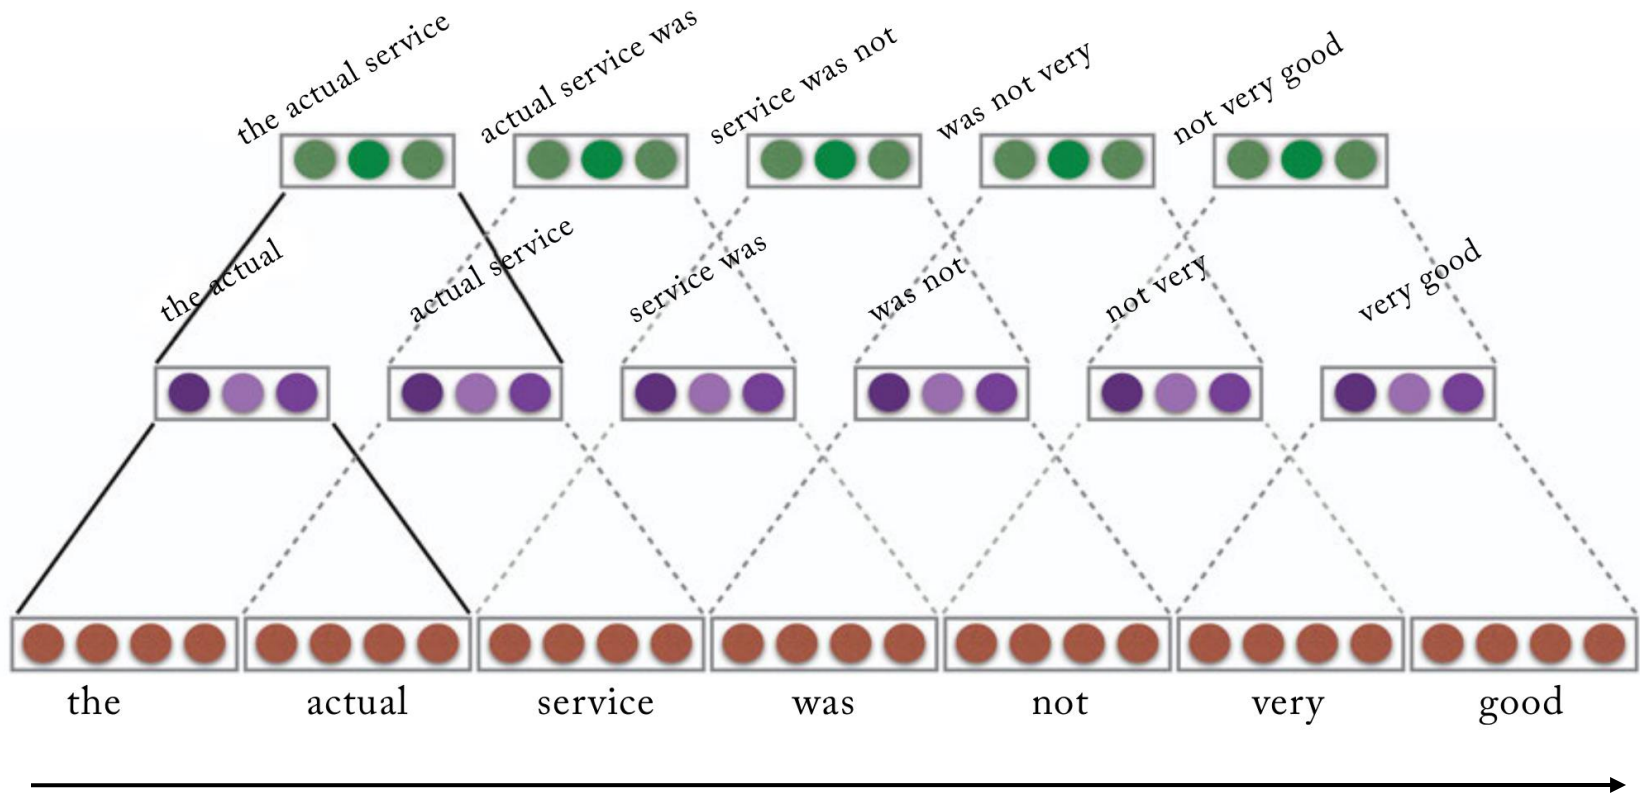 the actual service
actual service was
service was not
was not very
not very good
the actual
actual service
service was
was not
not very
very good
the
actual
service
was
not
very
good